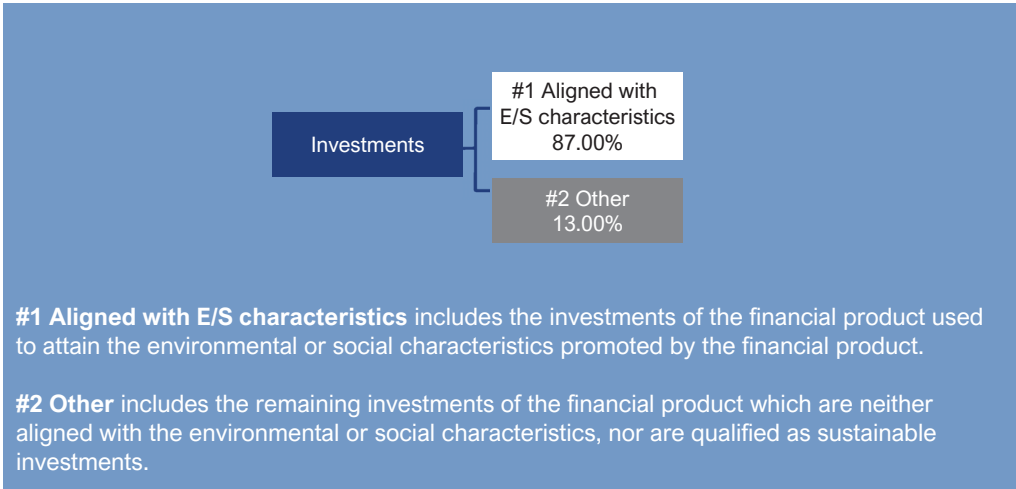 #1 Aligned with
E/S characteristics
87.00%
Investments
#2 Other
13.00%
#1 Aligned with E/S characteristics includes the investments of the financial product used
to attain the environmental or social characteristics promoted by the financial product.
#2 Other includes the remaining investments of the financial product which are neither
aligned with the environmental or social characteristics, nor are qualified as sustainable
investments.